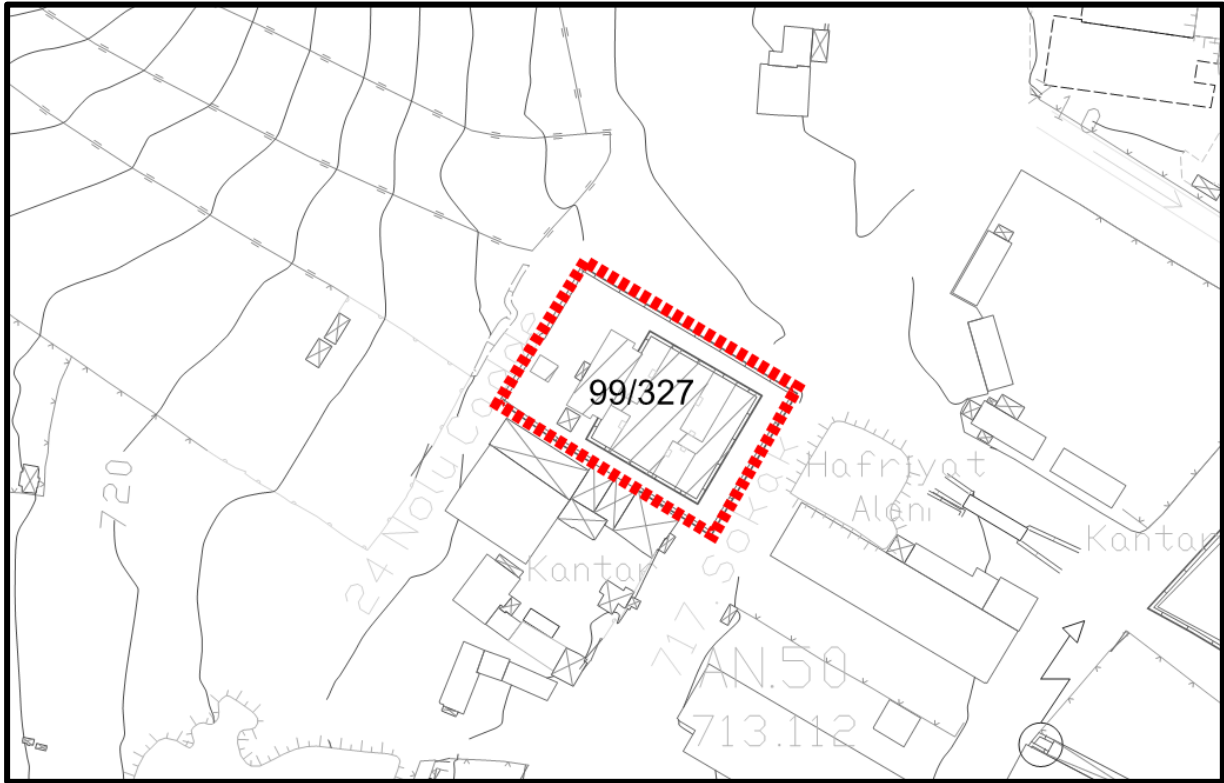 10
99/327
24 Nolu Cadde
Hafriyat
Alanı
Kantar
720
Kantar
717. Sokak
AN.50
713.112